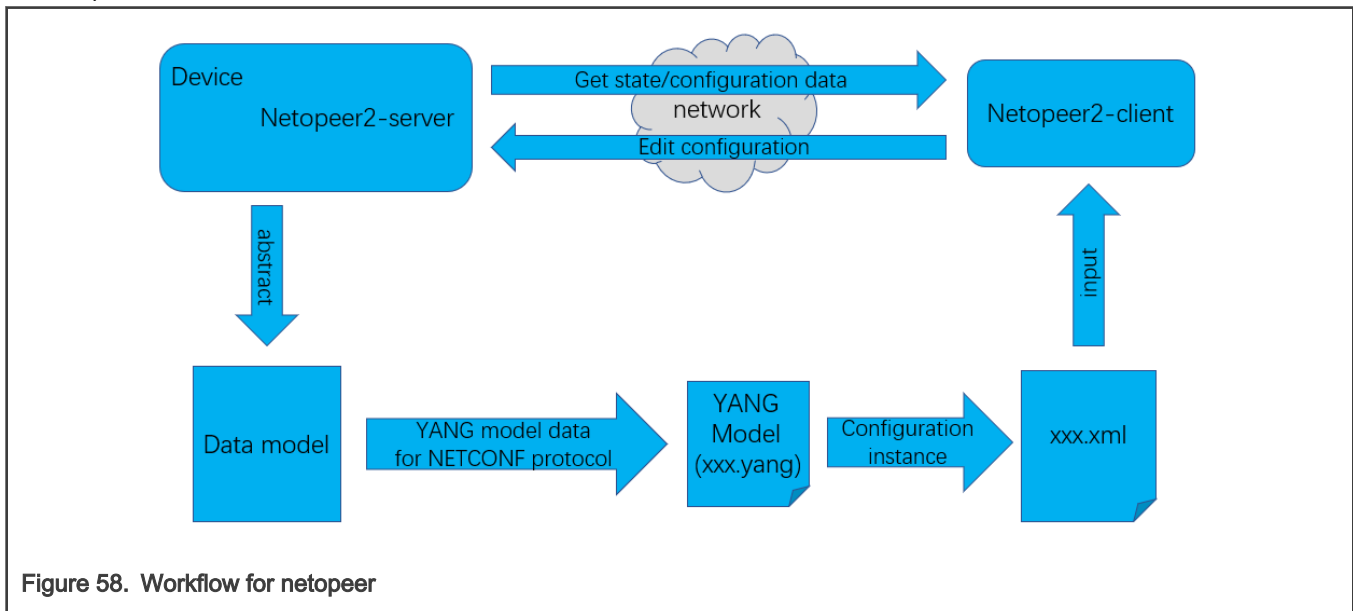 Device
Netopeer2-server
Get state/configuration data
network
Edit configuration
Netopeer2-client
abstract
input
Data model
YANG model data
for NETCONF protocol
YANG
Model
(xxx.yang)
Configuration
instance
xxx.xml
Figure 58. Workflow for netopeer